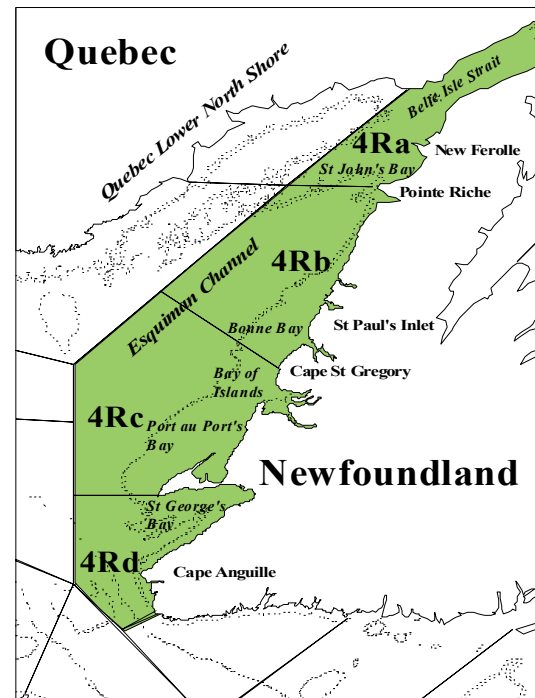 Quebec
Quebec Lower North Shore
Belle Isle Strait
4Ra
New Ferolle
St John's Bay
Pointe Riche
4Rb
Esquiman Channel
St Paul's Inlet
Bonne Bay
Cape St Gregory
Bay of
Islands
4Rc
Port au Port's
Bay
Newfoundland
St George's
Bay
4Rd
Cape Anguille